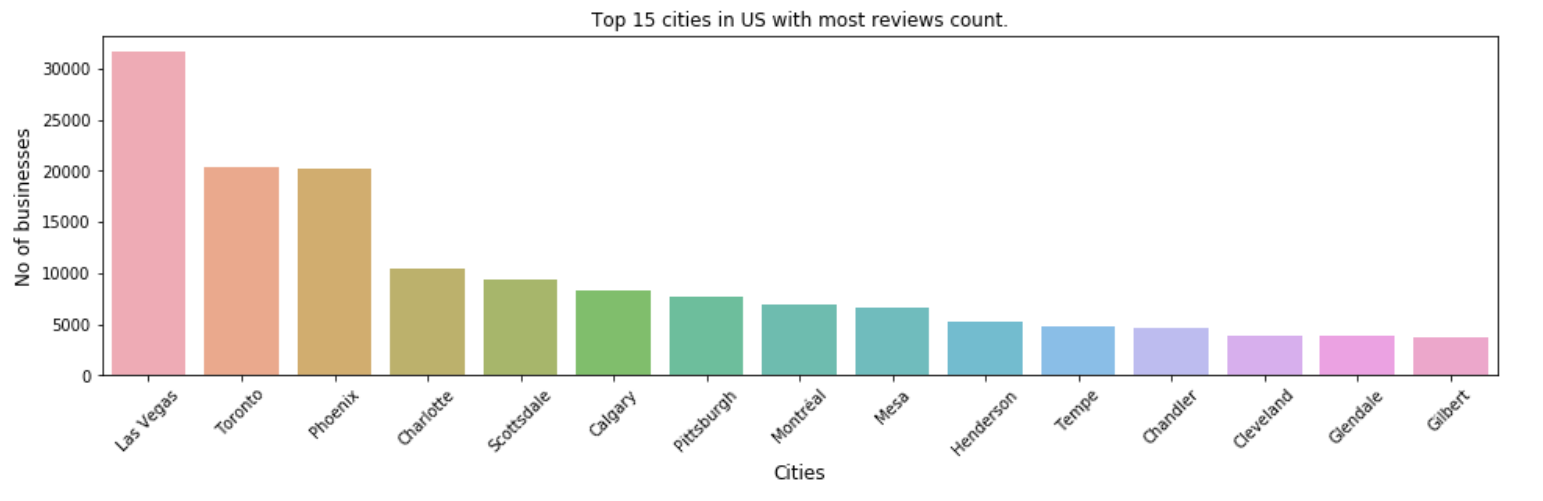 Top 15 cities in US with most reviews count.
No of businesses
30000
25000
20000
15000
10000
5000
0
Las Vegas
Toronto
Phoenix
Charlotte
Scottsdale
Calgary
Pittsburgh
Montréal
Mesa
Henderson
Tempe
Chandler
Cleveland
Glendale
Gilbert
Cities